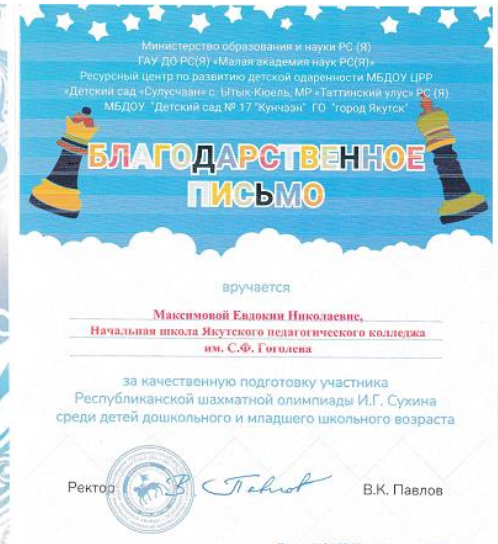 Министерство образования и науки РС (Я)
ГАУ ДО РС(Я) «Малая академия наук РС(Я)»
Ресурсный центр по развитию детской одаренности МБДОУ ЦРР
«Детский сад «Сулусчаан» с. Ытык-Кюель, МР «Таттинский улус» РС (Я)
МБДОУ "Детский сад № 17 "Кунчээн" ГО "город Якутск"
БЛАГОДАРСТВЕННОЕ
ПИСЬМО
вручается
Максимовой Евдокии Николаевне,
Начальная школа Якутского педагогического колледжа
им. С.Ф. Гоголева
за качественную подготовку участника
Республиканской шахматной олимпиады И.Г. Сухина
среди детей дошкольного и младшего школьного возраста
Ректор
В.К. Павлов